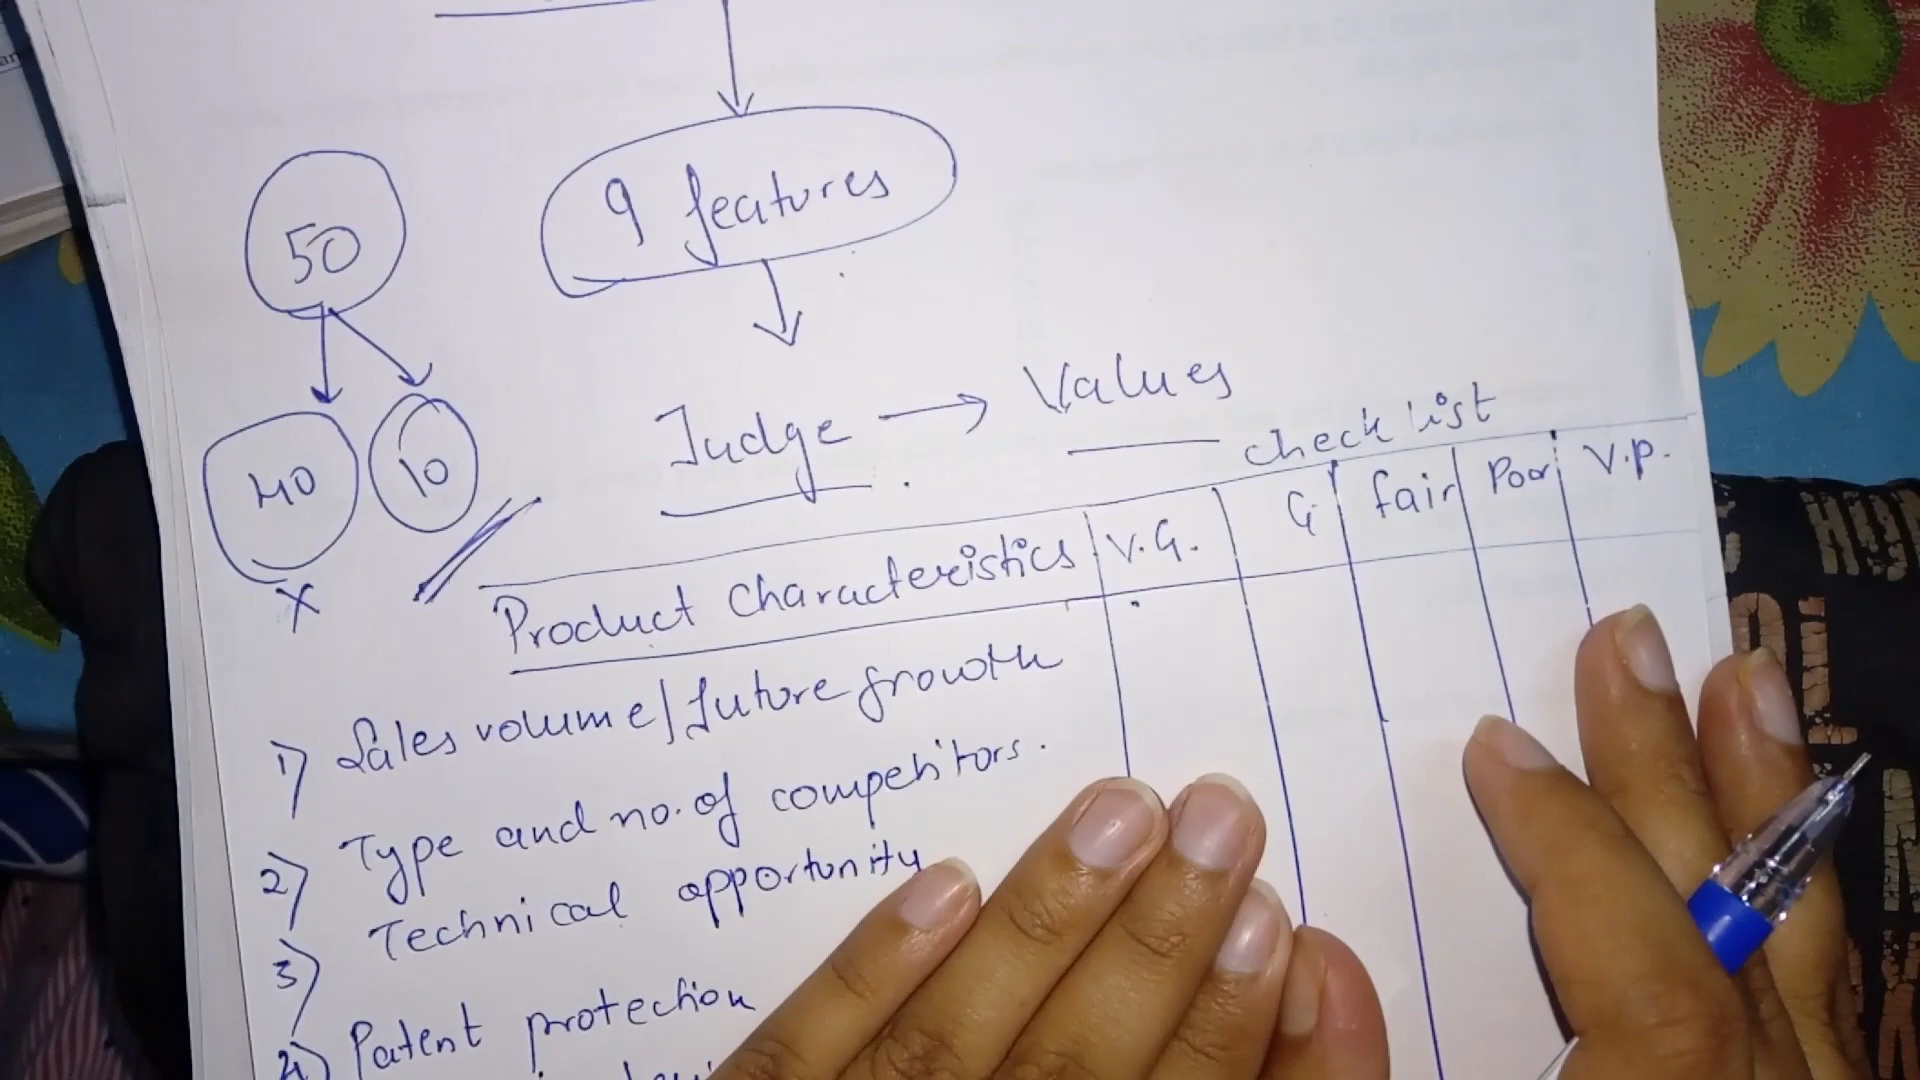 9 features
50
40
10
X
Judge → Values
check list
Product Characteristics | V.G. | G | fair | Poor | V.P.
1) Sales volume/future growth
2) Type and no. of competitors.
3) Technical opportunity
4) Patent protection